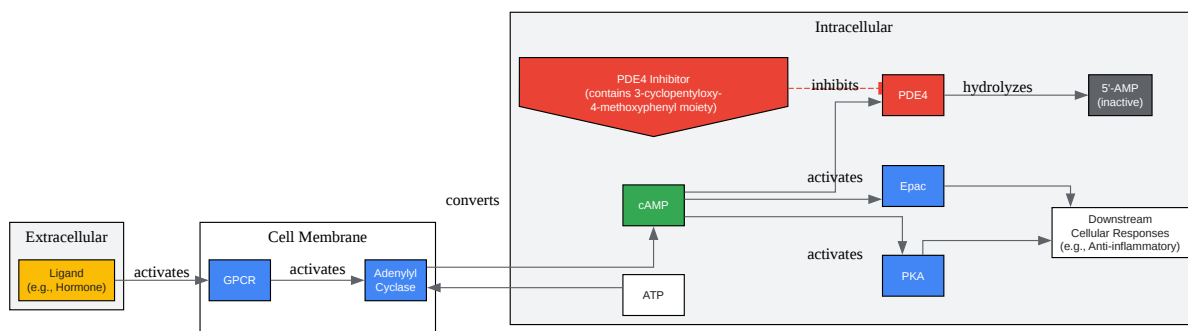 Intracellular
PDE4 Inhibitor
(contains 3-cyclopentyloxy-
4-methoxyphenyl moiety)
inhibits
PDE4
hydrolyzes
5'-AMP
(inactive)
activates
Epac
converts
cAMP
Extracellular
Cell Membrane
Downstream
Cellular Responses
(e.g., Anti-inflammatory)
Ligand
(e.g., Hormone)
activates
GPCR
activates
Adenylyl
Cyclase
activates
PKA
ATP